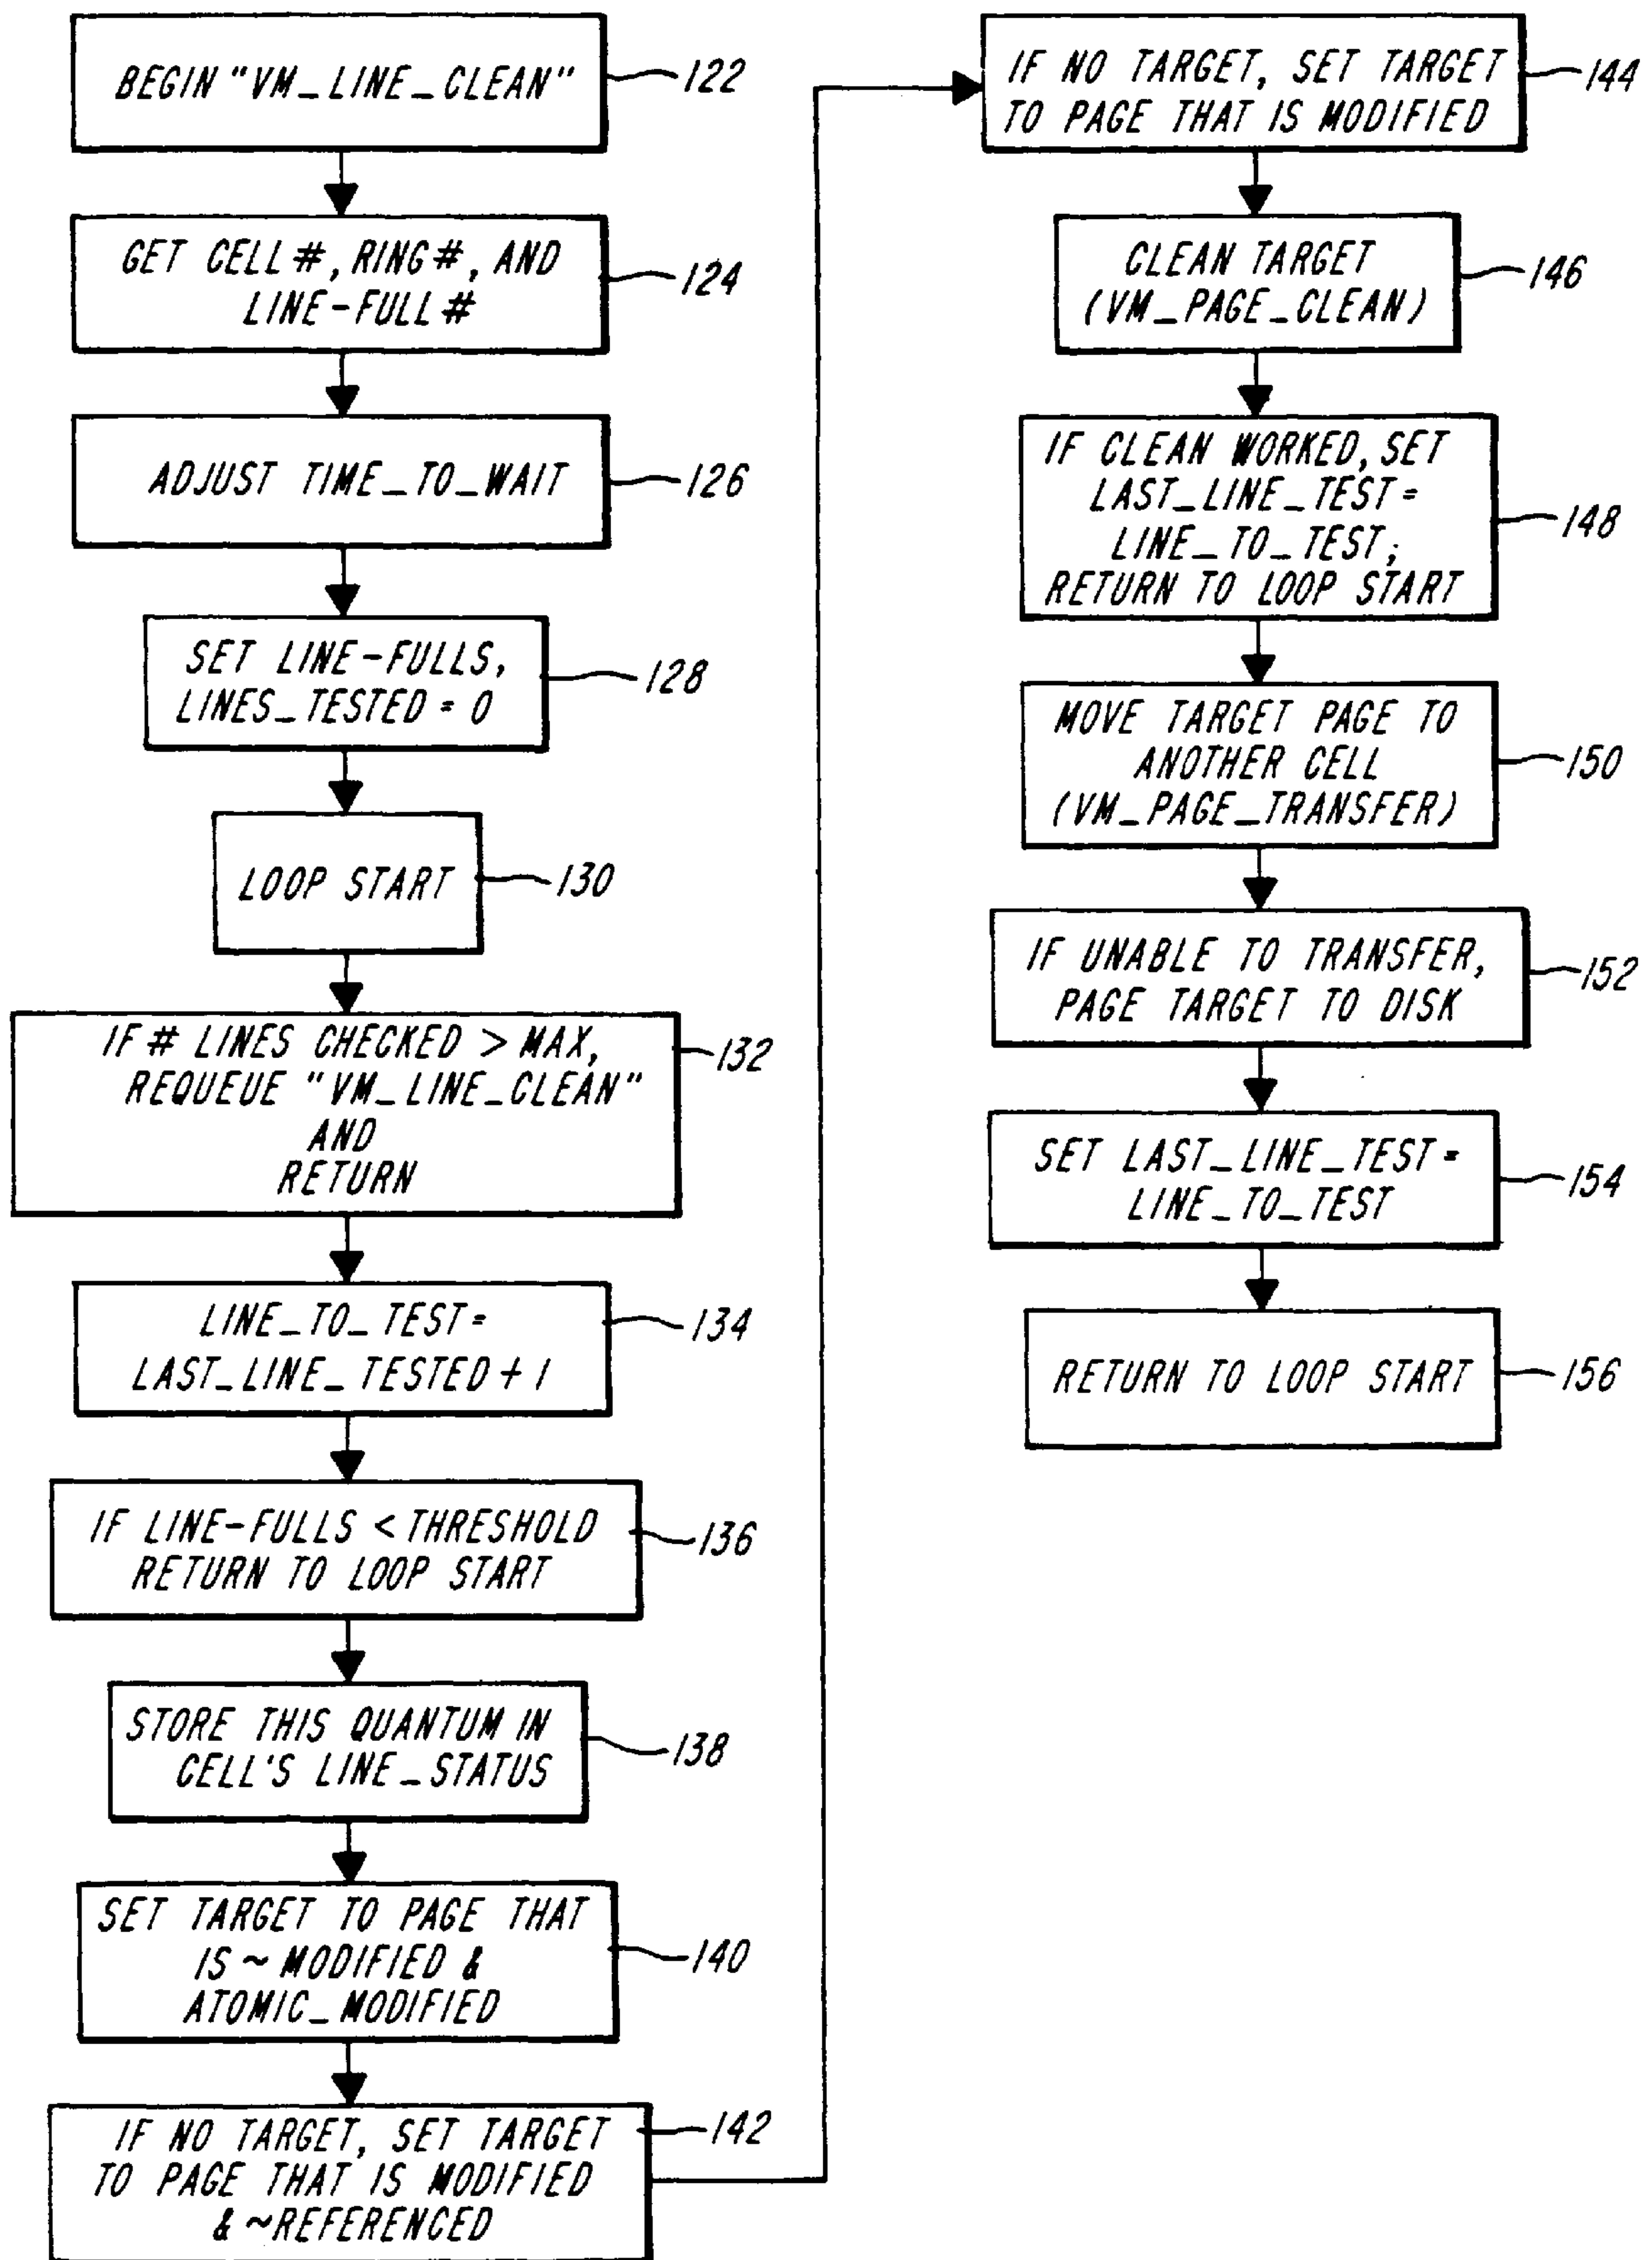 BEGIN "VM_LINE_CLEAN"
122
GET CELL #, RING #, AND
LINE-FULL #
124
ADJUST TIME_TO_WAIT
126
SET LINE-FULLS,
LINES_TESTED = 0
128
LOOP START
130
IF # LINES CHECKED > MAX,
REQUEUE "VM_LINE_CLEAN"
AND
RETURN
132
LINE_TO_TEST =
LAST_LINE_TESTED + 1
134
IF LINE-FULLS < THRESHOLD
RETURN TO LOOP START
136
STORE THIS QUANTUM IN
CELL'S LINE_STATUS
138
SET TARGET TO PAGE THAT
IS ~ MODIFIED &
ATOMIC_MODIFIED
140
IF NO TARGET, SET TARGET
TO PAGE THAT IS MODIFIED
& ~REFERENCED
142
IF NO TARGET, SET TARGET
TO PAGE THAT IS MODIFIED
144
CLEAN TARGET
(VM_PAGE_CLEAN)
146
IF CLEAN WORKED, SET
LAST_LINE_TEST =
LINE_TO_TEST;
RETURN TO LOOP START
148
MOVE TARGET PAGE TO
ANOTHER CELL
(VM_PAGE_TRANSFER)
150
IF UNABLE TO TRANSFER,
PAGE TARGET TO DISK
152
SET LAST_LINE_TEST =
LINE_TO_TEST
154
RETURN TO LOOP START
156